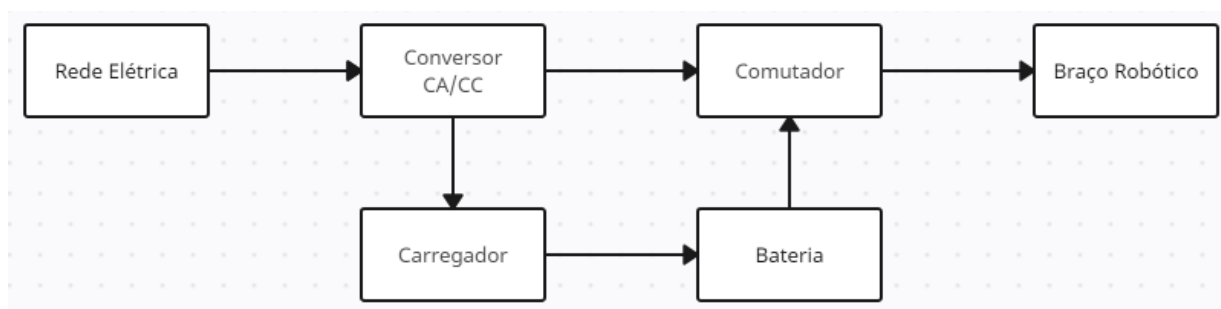 Rede Elétrica
Conversor
CA/CC
Comutador
Braço Robótico
Carregador
Bateria